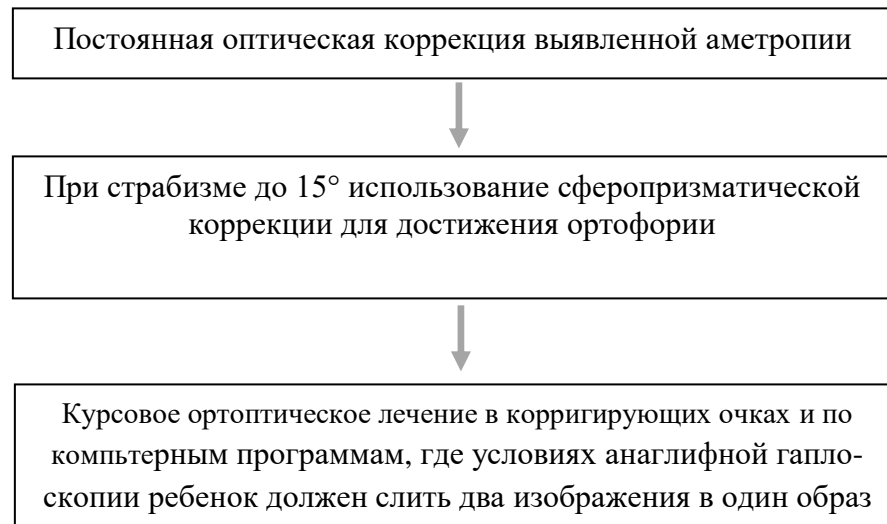 Постоянная оптическая коррекция выявленной аметропии
При страбизме до 15° использование сферопризматической
коррекции для достижения ортофории
Курсовое ортоптическое лечение в корригирующих очках и по
компьтерным программам, где условиях анаглифной гапло-
скопии ребенок должен слить два изображения в один образ